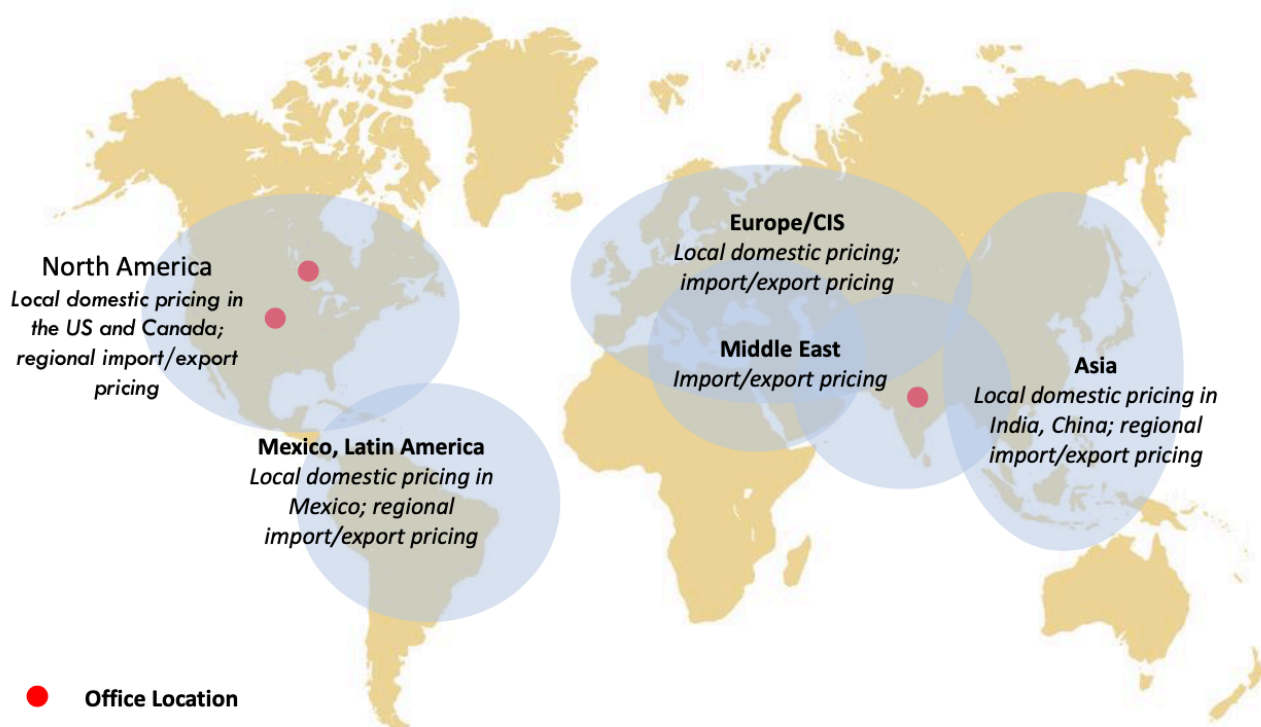 North America
Local domestic pricing in
the US and Canada;
regional import/export
pricing
Mexico, Latin America
Local domestic pricing in
Mexico; regional
import/export pricing
Europe/CIS
Local domestic pricing;
import/export pricing
Middle East
Import/export pricing
Asia
Local domestic pricing in
India, China; regional
import/export pricing
Office Location